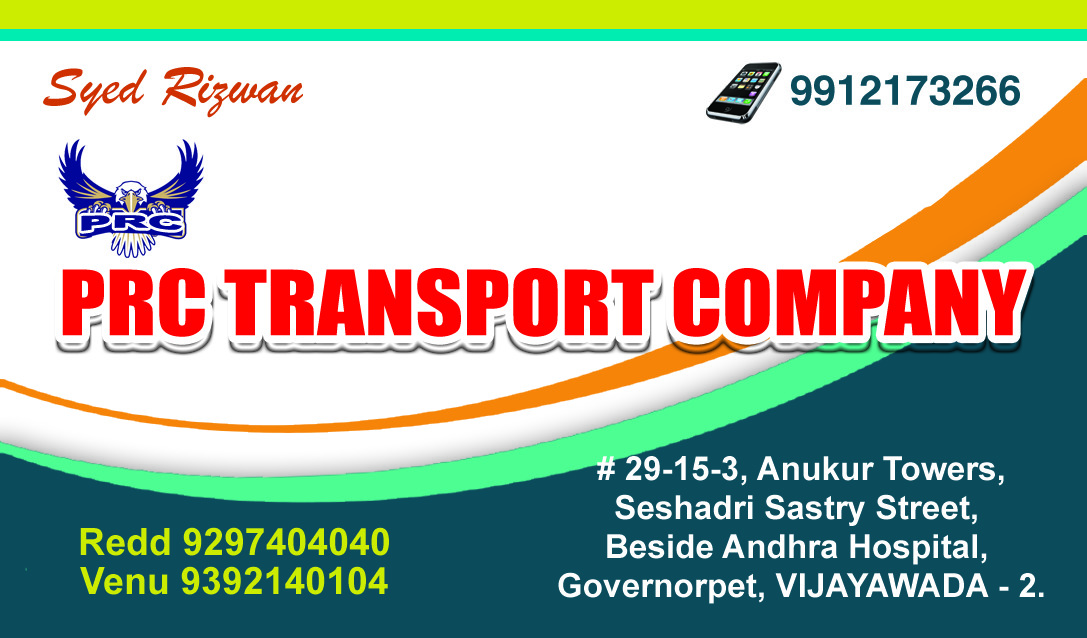 Syed Rizwan
9912173266
PRC
PRC TRANSPORT COMPANY
# 29-15-3, Anukur Towers,
Seshadri Sastry Street,
Beside Andhra Hospital,
Governorpet, VIJAYAWADA - 2.
Redd 9297404040
Venu 9392140104